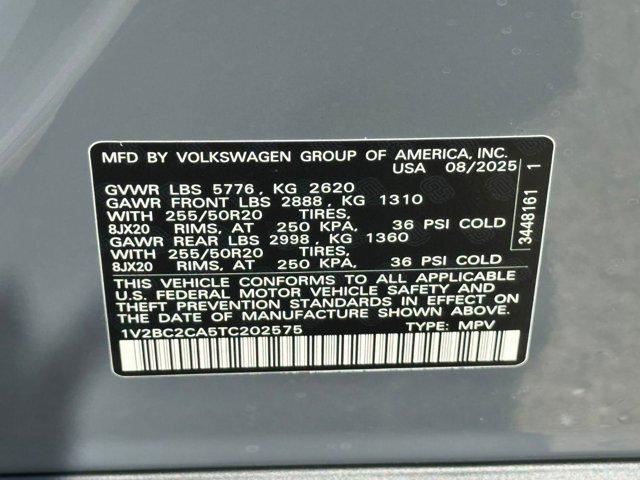 MFD BY VOLKSWAGEN GROUP OF AMERICA, INC.
USA 08/2025
GVWR LBS 5776, KG 2620
GAWR FRONT LBS 2888, KG 1310
WITH 255/50R20 TIRES,
8JX20 RIMS, AT 250 KPA, 36 PSI COLD
GAWR REAR LBS 2998, KG 1360
WITH 255/50R20 TIRES,
8JX20 RIMS, AT 250 KPA, 36 PSI COLD
THIS VEHICLE CONFORMS TO ALL APPLICABLE
U.S. FEDERAL MOTOR VEHICLE SAFETY AND
THEFT PREVENTION STANDARDS IN EFFECT ON
THE DATE OF MANUFACTURE SHOWN ABOVE.
1V2BC2CA5TC202575 TYPE: MPV
3448161 1